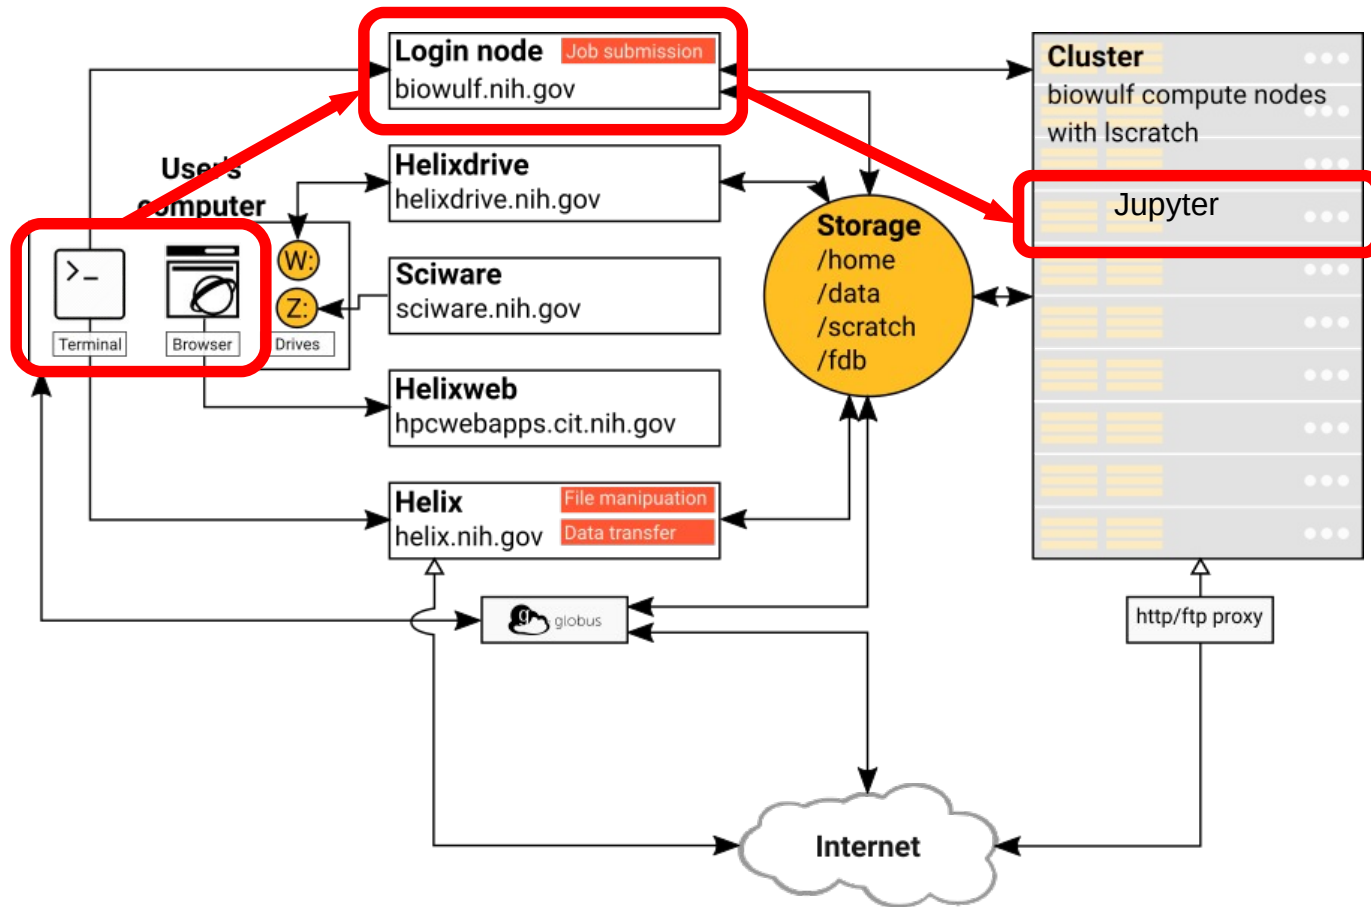 Login node
Job submission
biowulf.nih.gov
Cluster
biowulf compute nodes
with lscratch
User's
computer
Helixdrive
helixdrive.nih.gov
Jupyter
Storage
/home
/data
/scratch
/fdb
W:
Z:
Sciware
sciware.nih.gov
>_
Terminal
Browser
Drives
Helixweb
hpcwebapps.cit.nih.gov
Helix
helix.nih.gov
File manipuation
Data transfer
g
globus
http/ftp proxy
Internet